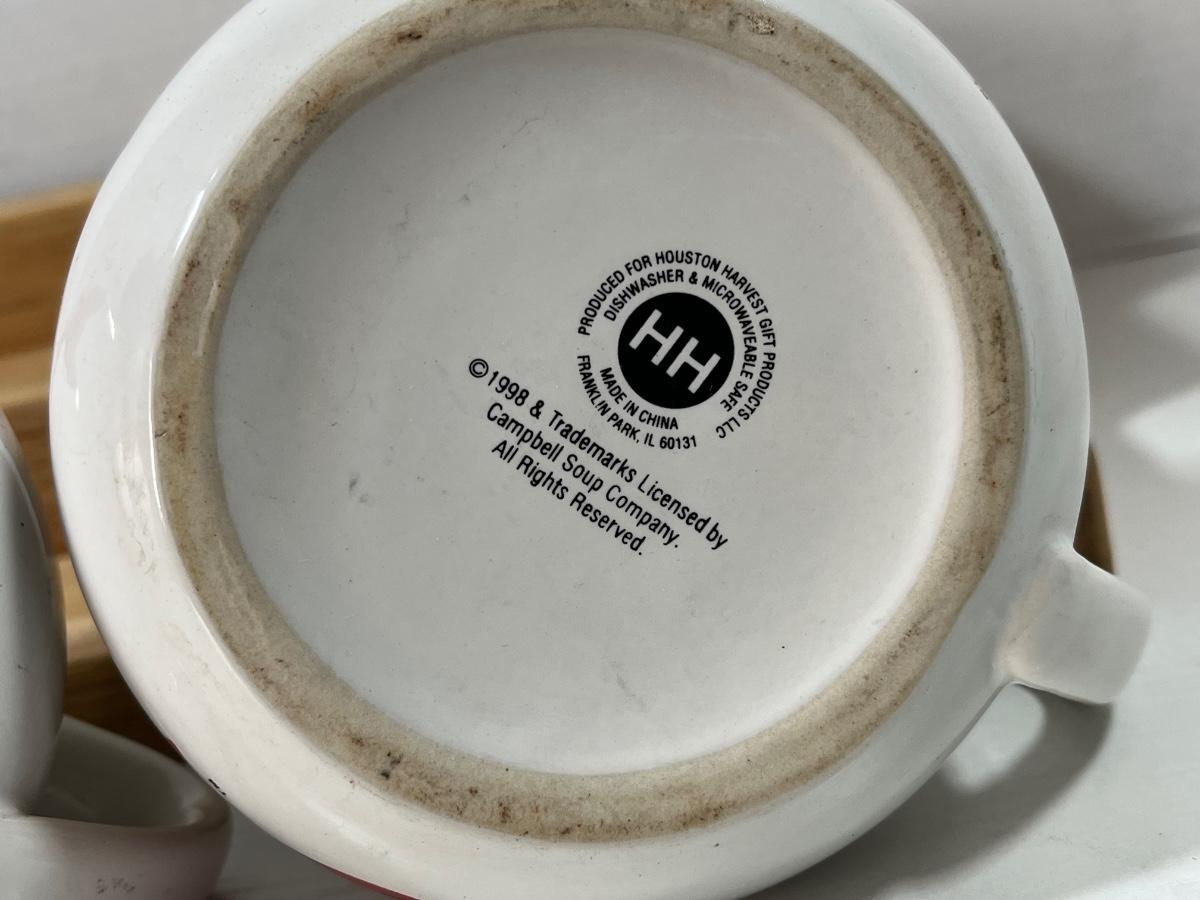 PRODUCED FOR HOUSTON HARVEST GIFT PRODUCTS LLC
DISHWASHER & MICROWAVEABLE SAFE
HH
MADE IN CHINA
FRANKLIN PARK, IL 60131
©1998 & Trademarks Licensed by
Campbell Soup Company.
All Rights Reserved.